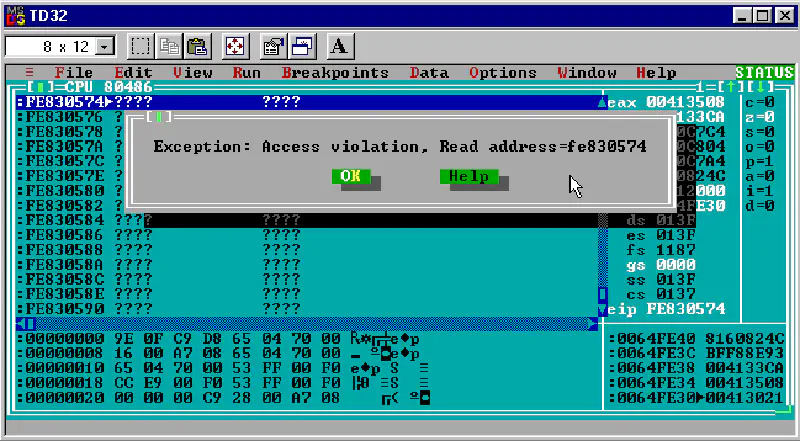 TD32
8 x 12
A
≡ File Edit View Run Breakpoints Data Options Window Help STATUS
[■]=CPU 80486 1=[↑][↓]
:FE830574▶???? ???? ▲eax 00413508 c=0
:FE830576 ? 133CA z=0
:FE830578 ? 0C7C4 s=0
:FE83057A ? 0C804 o=0
:FE83057C ? 0C7A4 p=1
:FE83057E ? 0824C a=0
:FE830580 ? 12000 i=1
:FE830582 ? 4FE30 d=0
[■]
Exception: Access violation, Read address=fe830574
OK Help
:FE830584 ???? ???? ds 013F
:FE830586 ???? ???? es 013F
:FE830588 ???? ???? fs 1187
:FE83058A ???? ???? gs 0000
:FE83058C ???? ???? ss 013F
:FE83058E ???? ???? cs 0137
:FE830590 ???? ???? ▼eip FE830574
:00000000 9E 0F C9 D8 65 04 70 00 :0064FE40 8160824C
:00000008 16 00 A7 08 65 04 70 00 :0064FE3C BFF88E93
:00000010 65 04 70 00 53 FF 00 F0 e♦p S ≡ :0064FE38 004133CA
:00000018 CC E9 00 F0 53 FF 00 F0 :0064FE34 00413508
:00000020 00 00 00 C9 28 00 A7 08 :0064FE30▶00413021